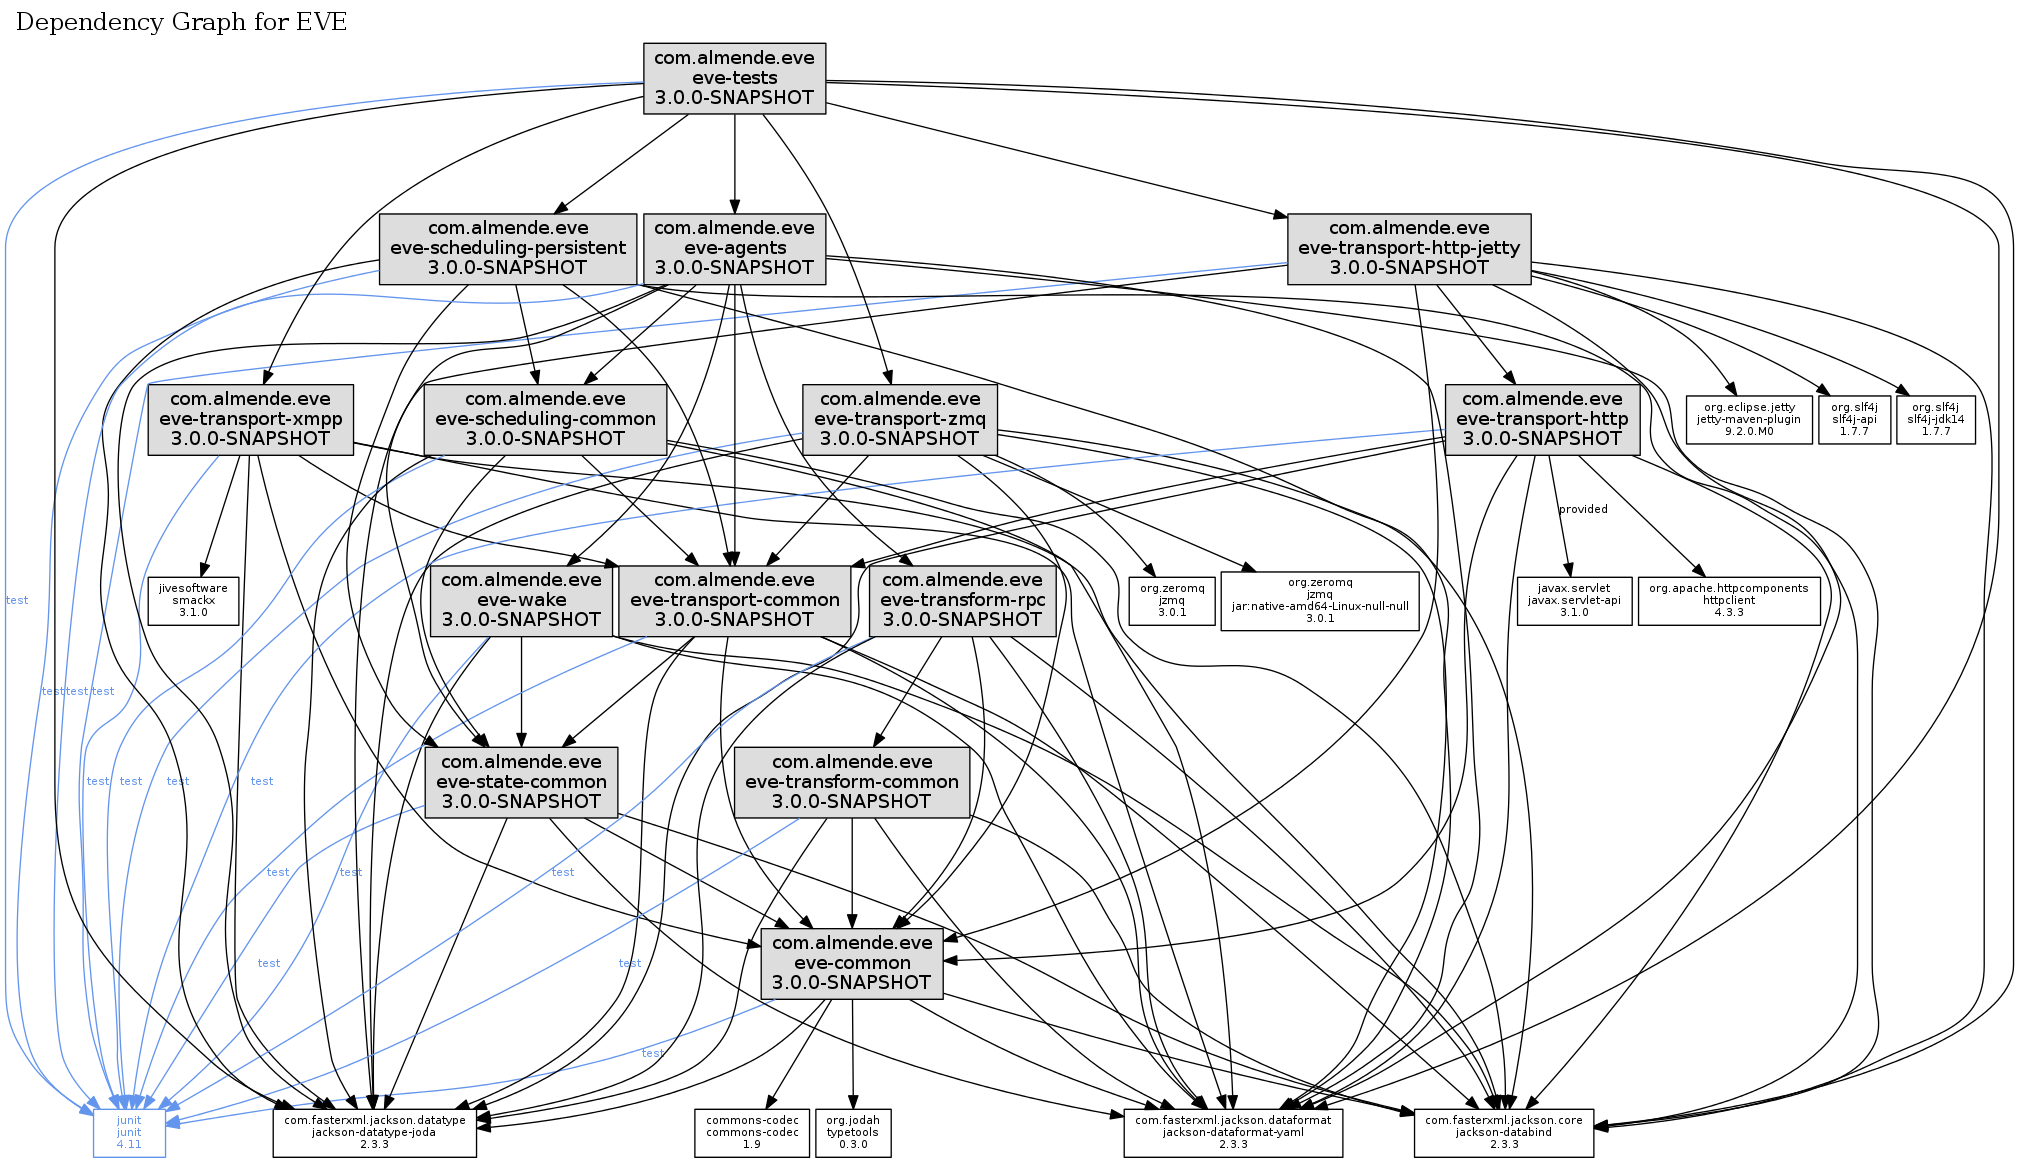 Dependency Graph for EVE
com.almende.eve
eve-tests
3.0.0-SNAPSHOT
com.almende.eve
eve-scheduling-persistent
3.0.0-SNAPSHOT
com.almende.eve
eve-agents
3.0.0-SNAPSHOT
com.almende.eve
eve-transport-http-jetty
3.0.0-SNAPSHOT
com.almende.eve
eve-transport-xmpp
3.0.0-SNAPSHOT
com.almende.eve
eve-scheduling-common
3.0.0-SNAPSHOT
com.almende.eve
eve-transport-zmq
3.0.0-SNAPSHOT
com.almende.eve
eve-transport-http
3.0.0-SNAPSHOT
org.eclipse.jetty
jetty-maven-plugin
9.2.0.M0
org.slf4j
slf4j-api
1.7.7
org.slf4j
slf4j-jdk14
1.7.7
provided
jivesoftware
smackx
3.1.0
com.almende.eve
eve-wake
3.0.0-SNAPSHOT
com.almende.eve
eve-transport-common
3.0.0-SNAPSHOT
com.almende.eve
eve-transform-rpc
3.0.0-SNAPSHOT
org.zeromq
jzmq
3.0.1
org.zeromq
jzmq
jar:native-amd64-Linux-null-null
3.0.1
javax.servlet
javax.servlet-api
3.1.0
org.apache.httpcomponents
httpclient
4.3.3
test
test
test
test
com.almende.eve
eve-state-common
3.0.0-SNAPSHOT
com.almende.eve
eve-transform-common
3.0.0-SNAPSHOT
test
test
test
test
test
test
test
test
test
com.almende.eve
eve-common
3.0.0-SNAPSHOT
test
junit
junit
4.11
com.fasterxml.jackson.datatype
jackson-datatype-joda
2.3.3
commons-codec
commons-codec
1.9
org.jodah
typetools
0.3.0
com.fasterxml.jackson.dataformat
jackson-dataformat-yaml
2.3.3
com.fasterxml.jackson.core
jackson-databind
2.3.3